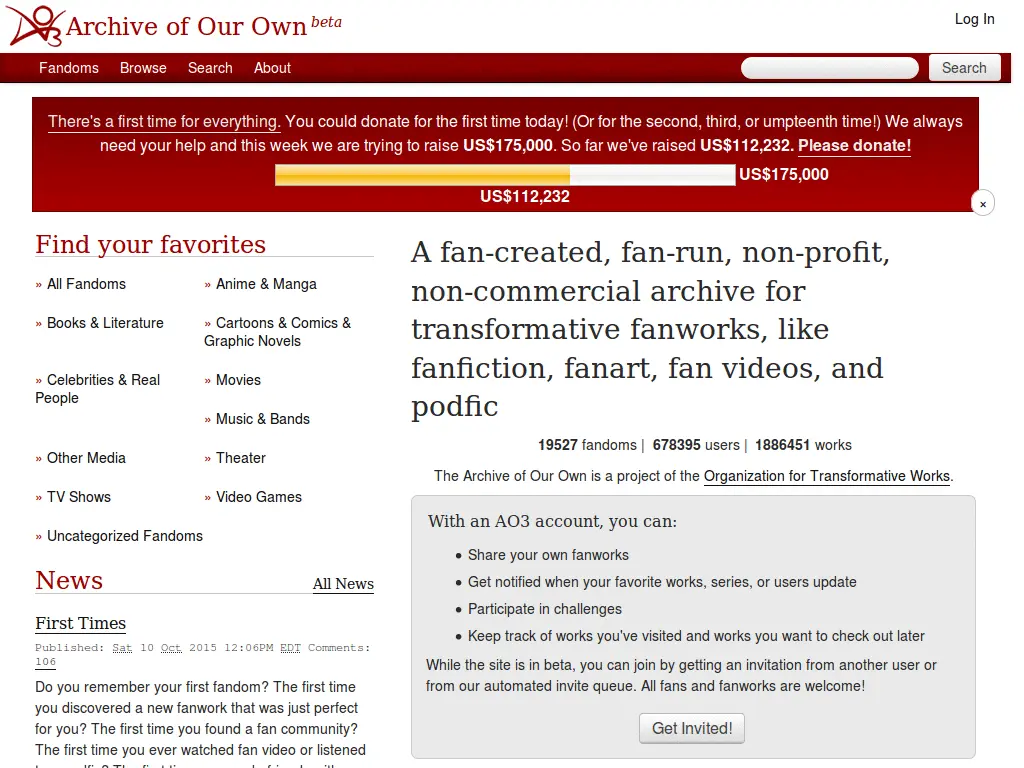 Archive of Our Own beta
Log In
Fandoms Browse Search About
Search
There's a first time for everything. You could donate for the first time today! (Or for the second, third, or umpteenth time!) We always
need your help and this week we are trying to raise US$175,000. So far we've raised US$112,232. Please donate!
US$175,000
US$112,232
×
Find your favorites
» All Fandoms
» Anime & Manga
» Books & Literature
» Cartoons & Comics &
Graphic Novels
» Celebrities & Real
People
» Movies
» Music & Bands
» Other Media
» Theater
» TV Shows
» Video Games
» Uncategorized Fandoms
News
All News
First Times
Published: Sat 10 Oct 2015 12:06PM EDT Comments:
106
Do you remember your first fandom? The first time
you discovered a new fanwork that was just perfect
for you? The first time you found a fan community?
The first time you ever watched fan video or listened
A fan-created, fan-run, non-profit,
non-commercial archive for
transformative fanworks, like
fanfiction, fanart, fan videos, and
podfic
19527 fandoms | 678395 users | 1886451 works
The Archive of Our Own is a project of the Organization for Transformative Works.
With an AO3 account, you can:
• Share your own fanworks
• Get notified when your favorite works, series, or users update
• Participate in challenges
• Keep track of works you've visited and works you want to check out later
While the site is in beta, you can join by getting an invitation from another user or
from our automated invite queue. All fans and fanworks are welcome!
Get Invited!